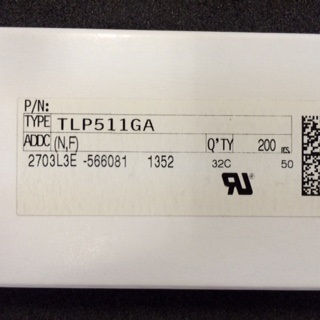 P/N:
TYPE TLP511GA
ADDC (N,F) Q'TY 200 pcs.
2703L3E -566081 1352 32C 50